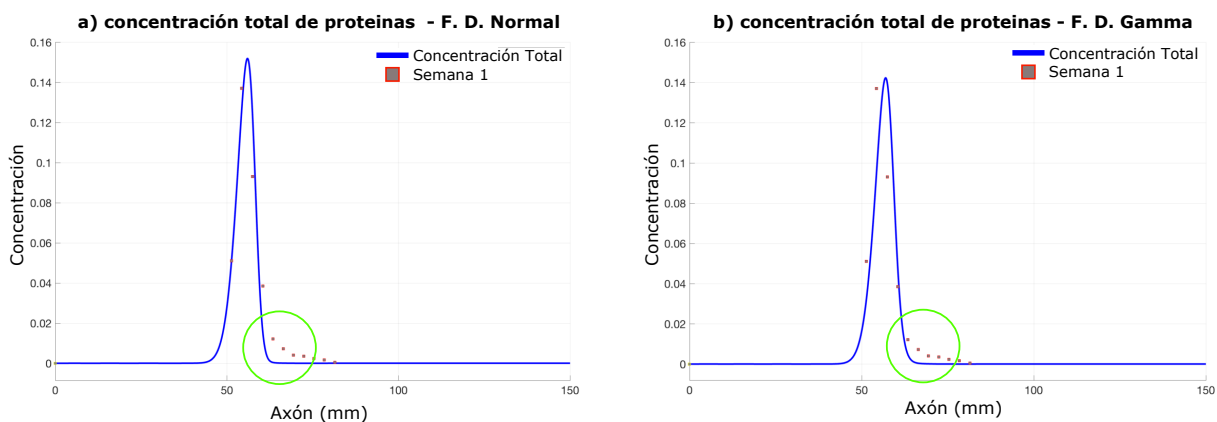 a) concentración total de proteinas - F. D. Normal
0.16
0.14
0.12
0.1
0.08
0.06
0.04
0.02
0
Concentración
Concentración Total
Semana 1
0
50
100
150
Axón (mm)
b) concentración total de proteinas - F. D. Gamma
0.16
0.14
0.12
0.1
0.08
0.06
0.04
0.02
0
Concentración
Concentración Total
Semana 1
0
50
100
150
Axón (mm)